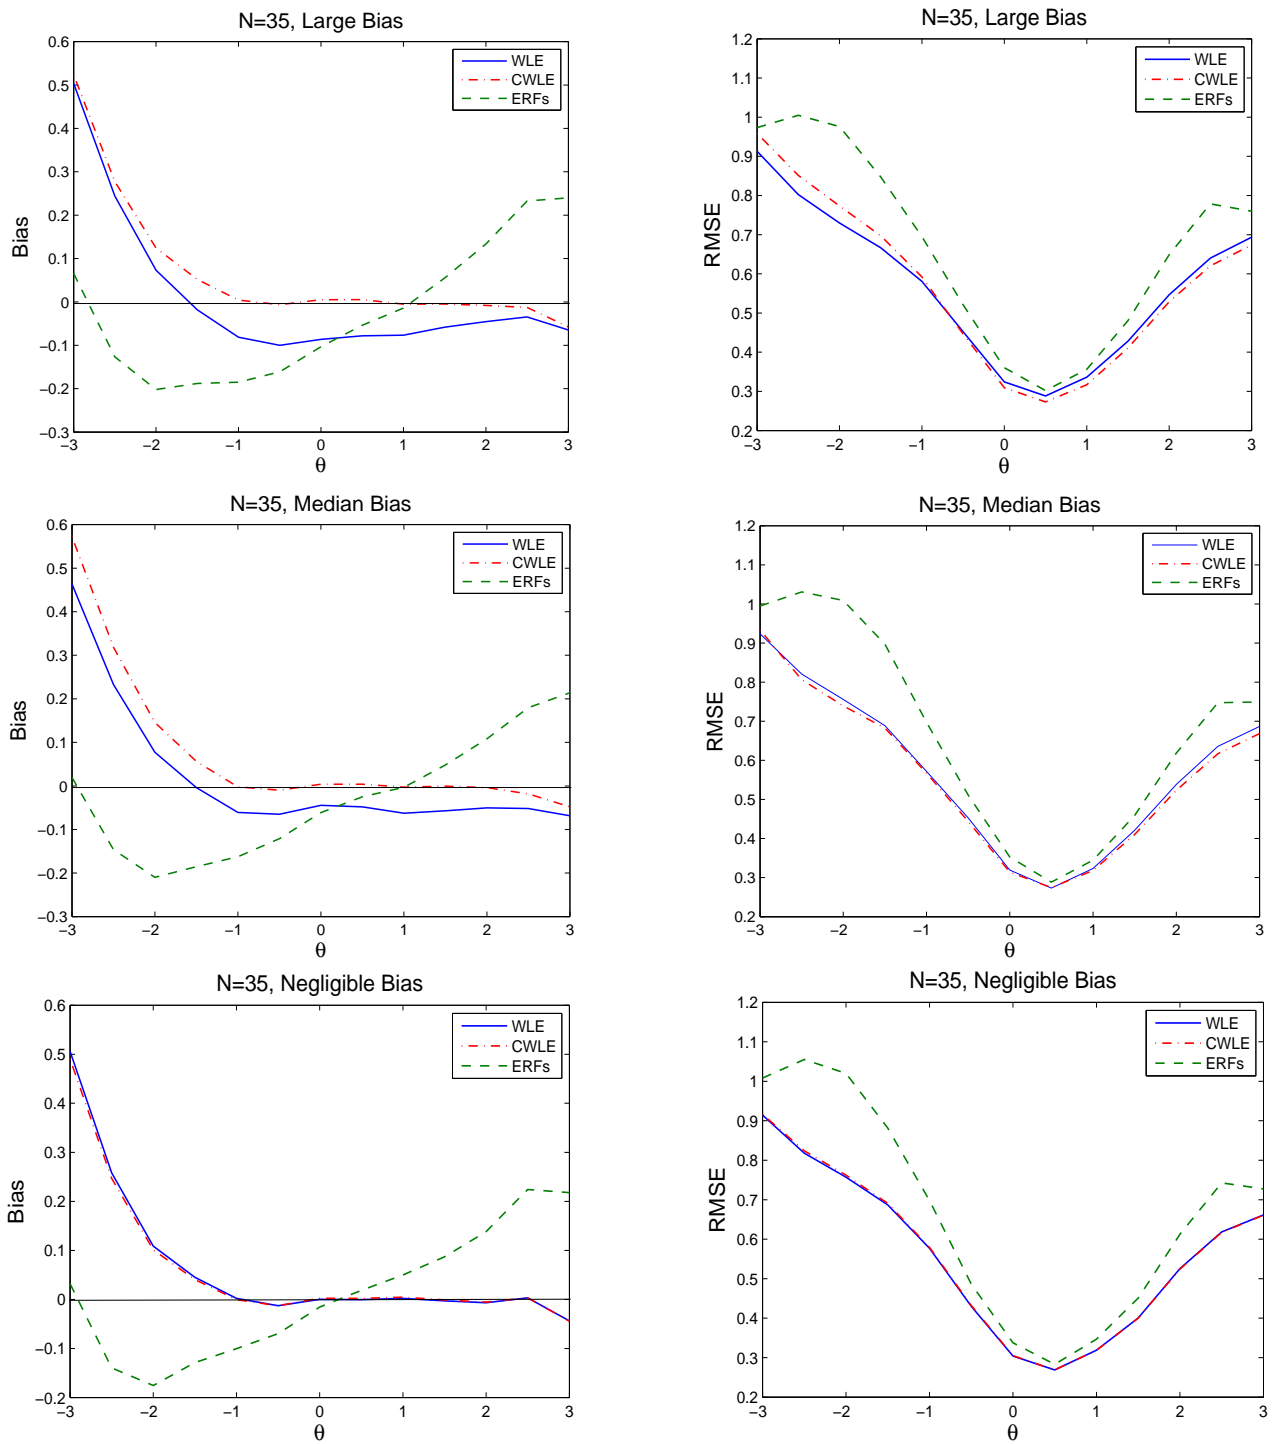 N=35, Large Bias
Bias
0.6
0.5
0.4
0.3
0.2
0.1
0
−0.1
−0.2
−0.3
−3 −2 −1 0 1 2 3
θ
WLE
CWLE
ERFs
N=35, Large Bias
RMSE
1.2
1.1
1
0.9
0.8
0.7
0.6
0.5
0.4
0.3
0.2
−3 −2 −1 0 1 2 3
θ
WLE
CWLE
ERFs
N=35, Median Bias
Bias
0.6
0.5
0.4
0.3
0.2
0.1
0
−0.1
−0.2
−0.3
−3 −2 −1 0 1 2 3
θ
WLE
CWLE
ERFs
N=35, Median Bias
RMSE
1.2
1.1
1
0.9
0.8
0.7
0.6
0.5
0.4
0.3
0.2
−3 −2 −1 0 1 2 3
θ
WLE
CWLE
ERFs
N=35, Negligible Bias
Bias
0.6
0.5
0.4
0.3
0.2
0.1
0
−0.1
−0.2
−3 −2 −1 0 1 2 3
θ
WLE
CWLE
ERFs
N=35, Negligible Bias
RMSE
1.2
1.1
1
0.9
0.8
0.7
0.6
0.5
0.4
0.3
0.2
−3 −2 −1 0 1 2 3
θ
WLE
CWLE
ERFs